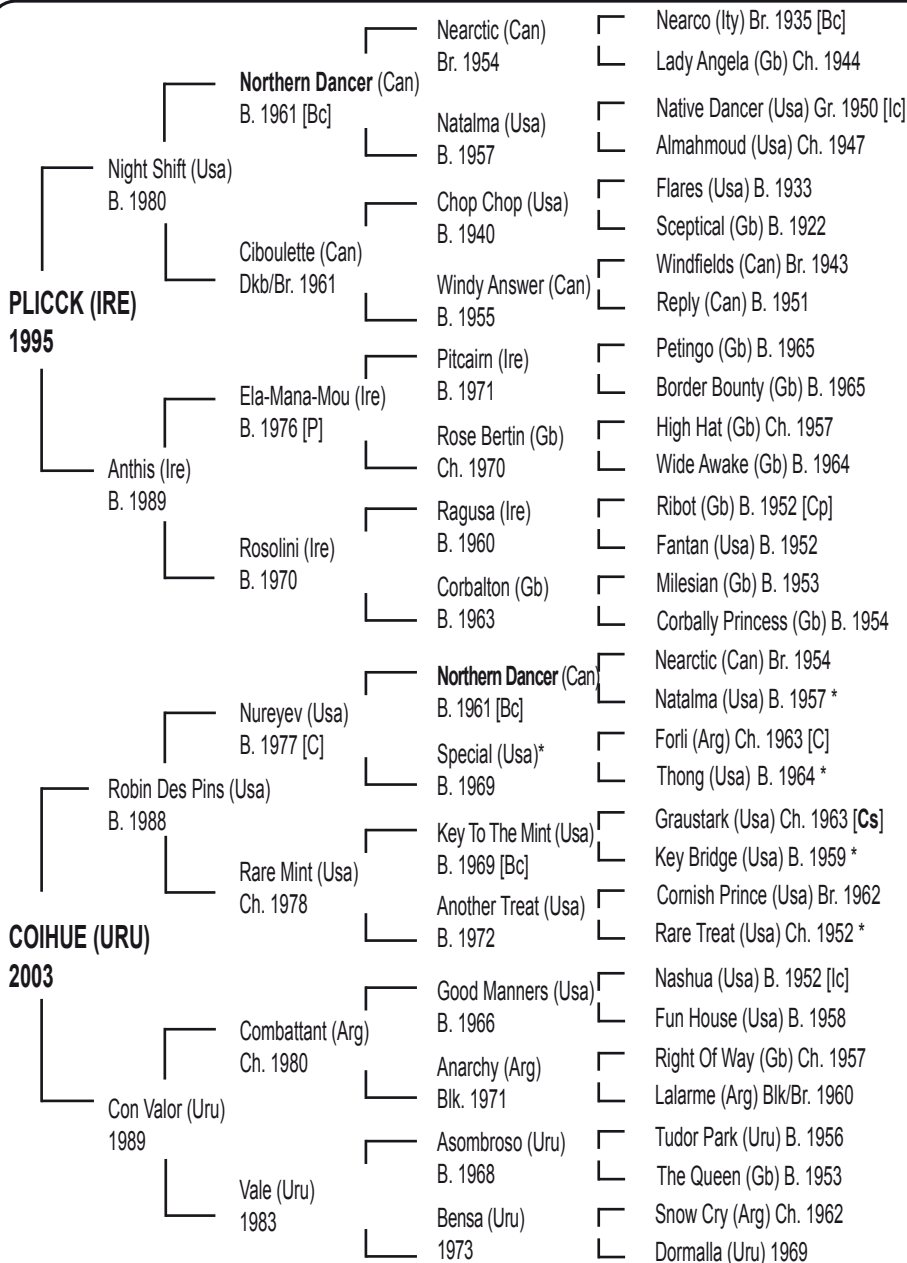 PLICCK (IRE)
1995
Night Shift (Usa)
B. 1980
Northern Dancer (Can)
B. 1961 [Bc]
Nearctic (Can)
Br. 1954
Nearco (Ity) Br. 1935 [Bc]
Lady Angela (Gb) Ch. 1944
Natalma (Usa)
B. 1957
Native Dancer (Usa) Gr. 1950 [Ic]
Almahmoud (Usa) Ch. 1947
Ciboulette (Can)
Dkb/Br. 1961
Chop Chop (Usa)
B. 1940
Flares (Usa) B. 1933
Sceptical (Gb) B. 1922
Windy Answer (Can)
B. 1955
Windfields (Can) Br. 1943
Reply (Can) B. 1951
Anthis (Ire)
B. 1989
Ela-Mana-Mou (Ire)
B. 1976 [P]
Pitcairn (Ire)
B. 1971
Petingo (Gb) B. 1965
Border Bounty (Gb) B. 1965
Rose Bertin (Gb)
Ch. 1970
High Hat (Gb) Ch. 1957
Wide Awake (Gb) B. 1964
Rosolini (Ire)
B. 1970
Ragusa (Ire)
B. 1960
Ribot (Gb) B. 1952 [Cp]
Fantan (Usa) B. 1952
Corbalton (Gb)
B. 1963
Milesian (Gb) B. 1953
Corbally Princess (Gb) B. 1954
COIHUE (URU)
2003
Robin Des Pins (Usa)
B. 1988
Nureyev (Usa)
B. 1977 [C]
Northern Dancer (Can)
B. 1961 [Bc]
Nearctic (Can) Br. 1954
Natalma (Usa) B. 1957 *
Special (Usa)*
B. 1969
Forli (Arg) Ch. 1963 [C]
Thong (Usa) B. 1964 *
Rare Mint (Usa)
Ch. 1978
Key To The Mint (Usa)
B. 1969 [Bc]
Graustark (Usa) Ch. 1963 [Cs]
Key Bridge (Usa) B. 1959 *
Another Treat (Usa)
B. 1972
Cornish Prince (Usa) Br. 1962
Rare Treat (Usa) Ch. 1952 *
Con Valor (Uru)
1989
Combattant (Arg)
Ch. 1980
Good Manners (Usa)
B. 1966
Nashua (Usa) B. 1952 [Ic]
Fun House (Usa) B. 1958
Anarchy (Arg)
Blk. 1971
Right Of Way (Gb) Ch. 1957
Lalarme (Arg) Blk/Br. 1960
Vale (Uru)
1983
Asombroso (Uru)
B. 1968
Tudor Park (Uru) B. 1956
The Queen (Gb) B. 1953
Bensa (Uru)
1973
Snow Cry (Arg) Ch. 1962
Dormalla (Uru) 1969